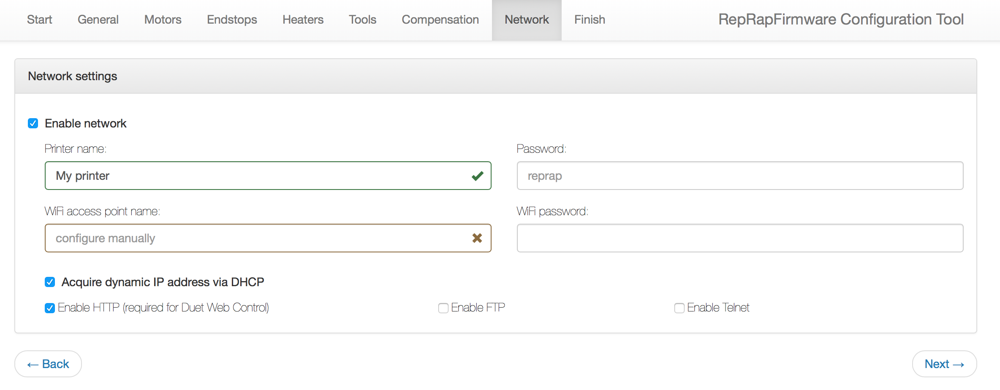 Start General Motors Endstops Heaters Tools Compensation Network Finish RepRapFirmware Configuration Tool
Network settings
Enable network
Printer name: Password:
My printer reprap
WiFi access point name: WiFi password:
configure manually
Acquire dynamic IP address via DHCP
Enable HTTP (required for Duet Web Control) Enable FTP Enable Telnet
← Back Next →